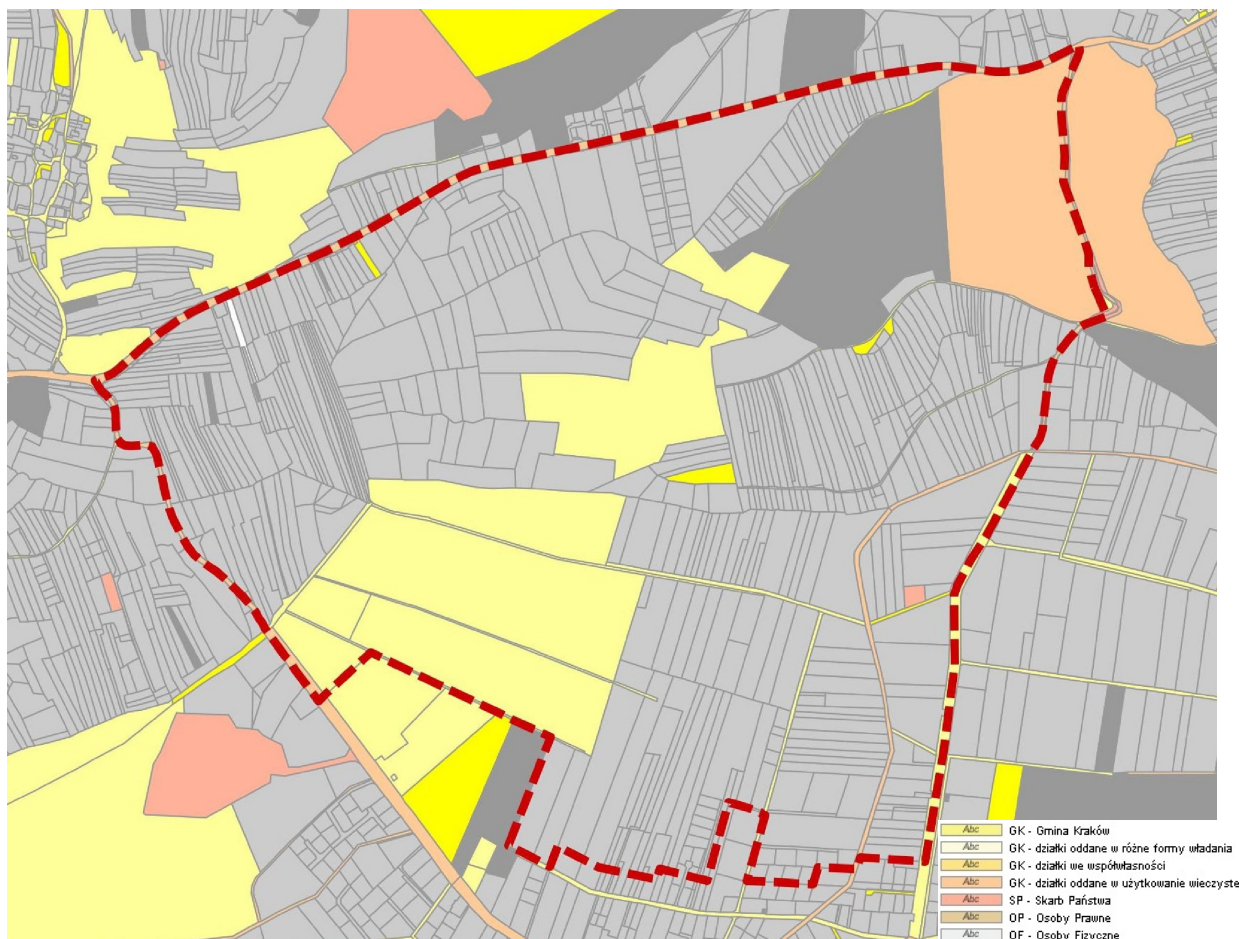 Abc GK - Gmina Kraków
Abc GK - działki oddane w różne formy władania
Abc GK - działki we współwłasności
Abc GK - działki oddane w użytkowanie wieczyste
Abc SP - Skarb Państwa
Abc OP - Osoby Prawne
Abc OF - Osoby Fizyczne